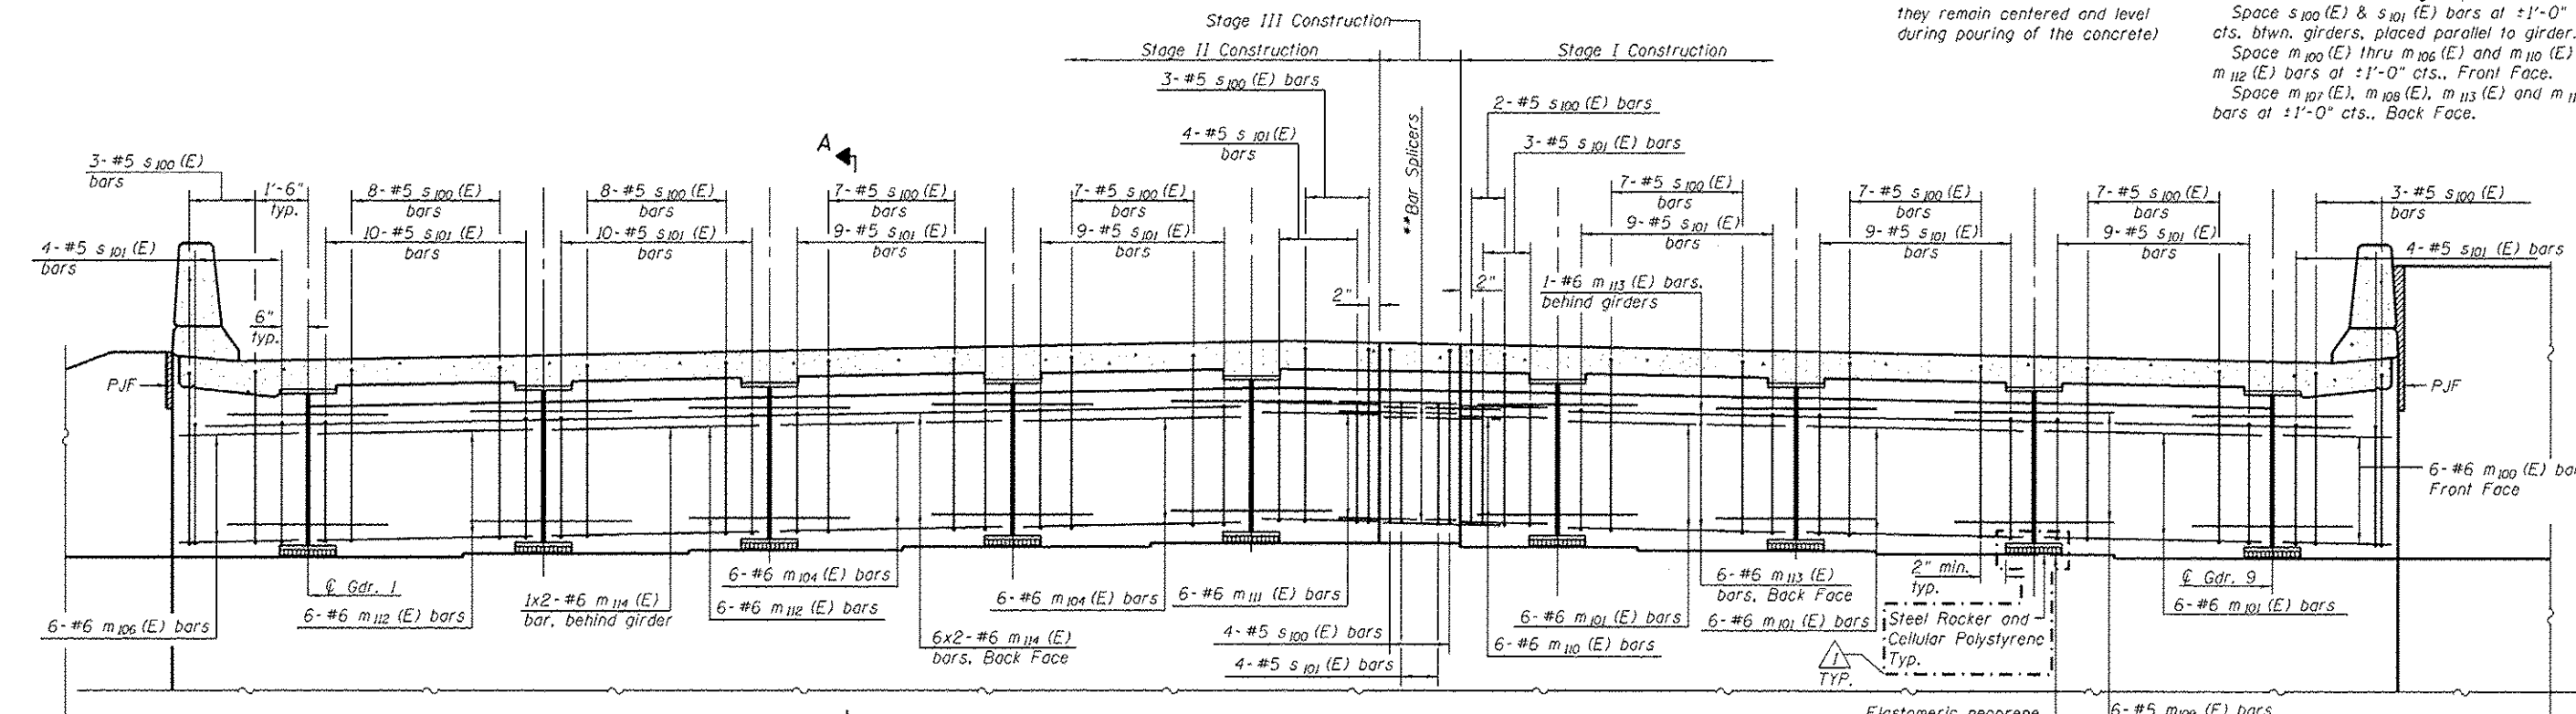 Stage III Construction
Stage II Construction
Stage I Construction
they remain centered and level
during pouring of the concrete)
Space s100 (E) & s101 (E) bars at ±1'-0"
cts. btwn. girders, placed parallel to girder.
Space m100 (E) thru m106 (E) and m110 (E)
m112 (E) bars at ±1'-0" cts., Front Face.
Space m107 (E), m108 (E), m113 (E) and
bars at ±1'-0" cts., Back Face.
3-#5 s100 (E) bars
2-#5 s100 (E) bars
4-#5 s101 (E)
bars
3-#5 s101 (E) bars
**Bar Splicers
A
3-#5 s100 (E)
bars
1'-6"
typ.
8-#5 s100 (E)
bars
8-#5 s100 (E)
bars
7-#5 s100 (E)
bars
7-#5 s100 (E)
bars
7-#5 s100 (E)
bars
7-#5 s100 (E)
bars
7-#5 s100 (E)
bars
3-#5 s100 (E)
bars
4-#5 s101 (E)
bars
10-#5 s101 (E)
bars
10-#5 s101 (E)
bars
9-#5 s101 (E)
bars
9-#5 s101 (E)
bars
9-#5 s101 (E)
bars
9-#5 s101 (E)
bars
9-#5 s101 (E)
bars
4-#5 s101 (E) bars
6"
typ.
2"
2"
1-#6 m113 (E) bars,
behind girders
PJF
PJF
6-#6 m100 (E)
Front Face
℄ Gdr. 1
6-#6 m106 (E) bars
6-#6 m112 (E) bars
1x2-#6 m114 (E)
bar, behind girder
6-#6 m104 (E) bars
6-#6 m112 (E) bars
6x2-#6 m114 (E)
bars, Back Face
6-#6 m104 (E) bars
6-#6 m111 (E) bars
4-#5 s100 (E) bars
4-#5 s101 (E) bars
6-#6 m101 (E) bars
6-#6 m110 (E) bars
6-#6 m113 (E)
bars, Back Face
6-#6 m101 (E) bars
2" min.
typ.
Steel Rocker and
Cellular Polystyrene
Typ.
1
TYP.
℄ Gdr. 9
6-#6 m101 (E) bars
Elastomeric neoprene